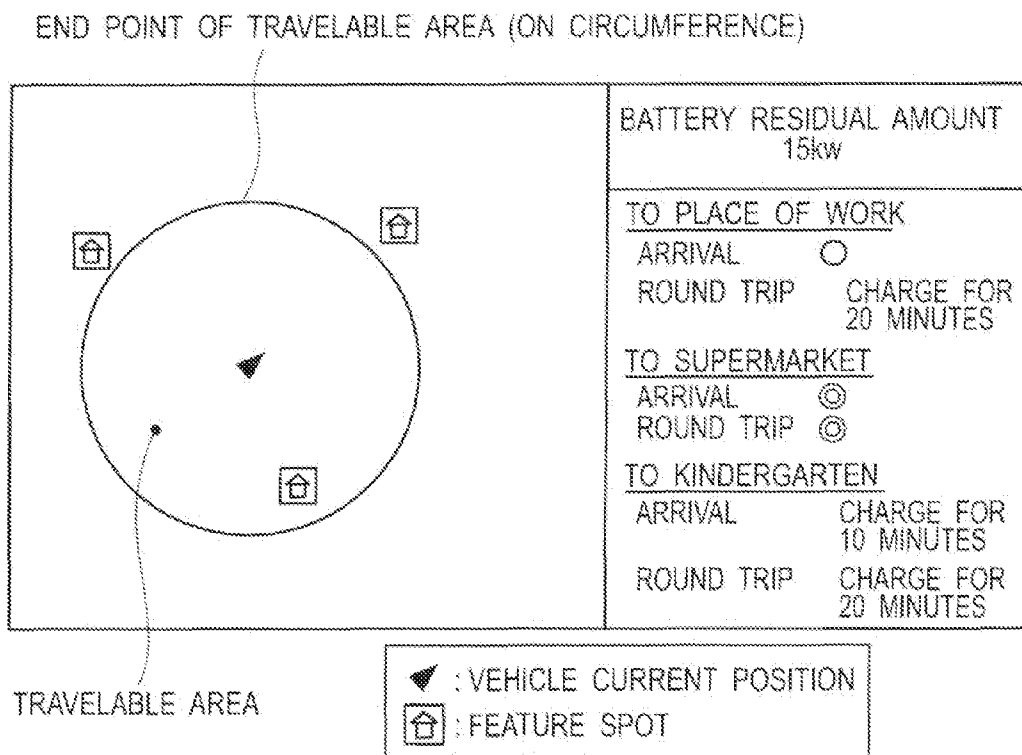 END POINT OF TRAVELABLE AREA (ON CIRCUMFERENCE)
BATTERY RESIDUAL AMOUNT
15kw
TO PLACE OF WORK
ARRIVAL ○
ROUND TRIP CHARGE FOR
20 MINUTES
TO SUPERMARKET
ARRIVAL ◎
ROUND TRIP ◎
TO KINDERGARTEN
ARRIVAL CHARGE FOR
10 MINUTES
ROUND TRIP CHARGE FOR
20 MINUTES
TRAVELABLE AREA
: VEHICLE CURRENT POSITION
: FEATURE SPOT